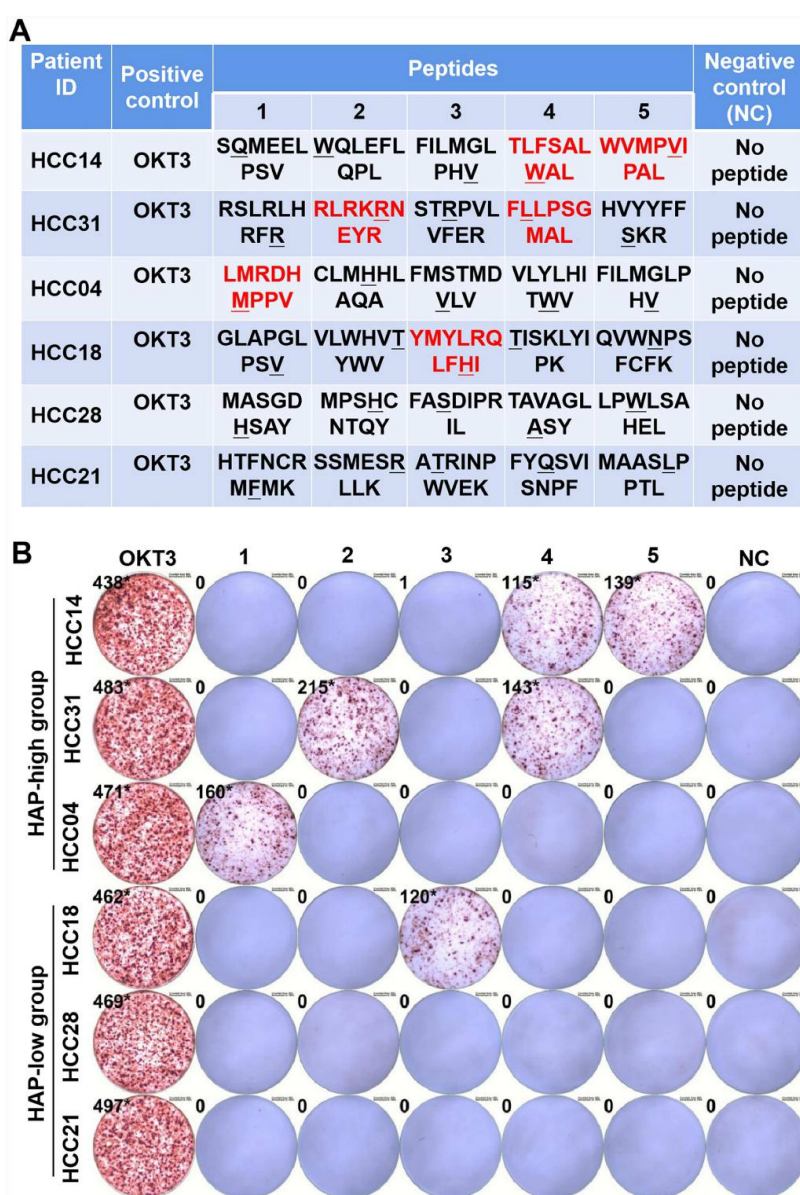 A
Patient ID Positive control Peptides Negative control (NC)
1 2 3 4 5
HCC14 OKT3 SQMEEL WQLEFL FILMGL TLFSAL WVMPVI No
PSV QPL PHV WAL PAL peptide
HCC31 OKT3 RSLRLH RLRKRN STRPVL FLLPSG HVYYFF No
RFR EYR VFER MAL SKR peptide
HCC04 OKT3 LMRDH CLMHHL FMSTMD VLYLHI FILMGLP No
MPPV AQA VLV TWV HV peptide
HCC18 OKT3 GLAPGL VLWHVT YMYLRQ TISKLYI QVWNPS No
PSV YWV LFHI PK FCFK peptide
HCC28 OKT3 MASGD MPSHC FASDIPR TAVAGL LPWLSA No
HSAY NTQY IL ASY HEL peptide
HCC21 OKT3 HTFNCR SSMESR ATRINP FYQSVI MAASLP No
MFMK LLK WVEK SNPF PTL peptide
B
OKT3 1 2 3 4 5 NC
HAP-high group
HCC14 438* 0 0 1 115* 139* 0
HCC31 483* 0 215* 0 143* 0 0
HCC04 471* 160* 0 0 0 0 0
HAP-low group
HCC18 462* 0 0 120* 0 0 0
HCC28 469* 0 0 0 0 0 0
HCC21 497* 0 0 0 0 0 0